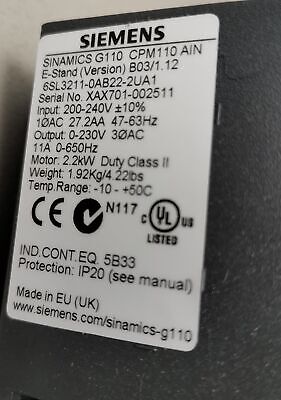 SIEMENS
SINAMICS G110 CPM110 AIN
E-Stand (Version) B03/1.12
6SL3211-0AB22-2UA1
Serial No. XAX701-002511
Input: 200-240V ±10%
1ØAC 27.2AA 47-63Hz
Output: 0-230V 3ØAC
11A 0-650Hz
Motor: 2.2kW Duty Class II
Weight: 1.92Kg/4.22lbs
Temp.Range: -10 - +50C
CE N117 C UL US
LISTED
IND.CONT.EQ. 5B33
Protection: IP20 (see manual)
Made in EU (UK)
www.siemens.com/sinamics-g110